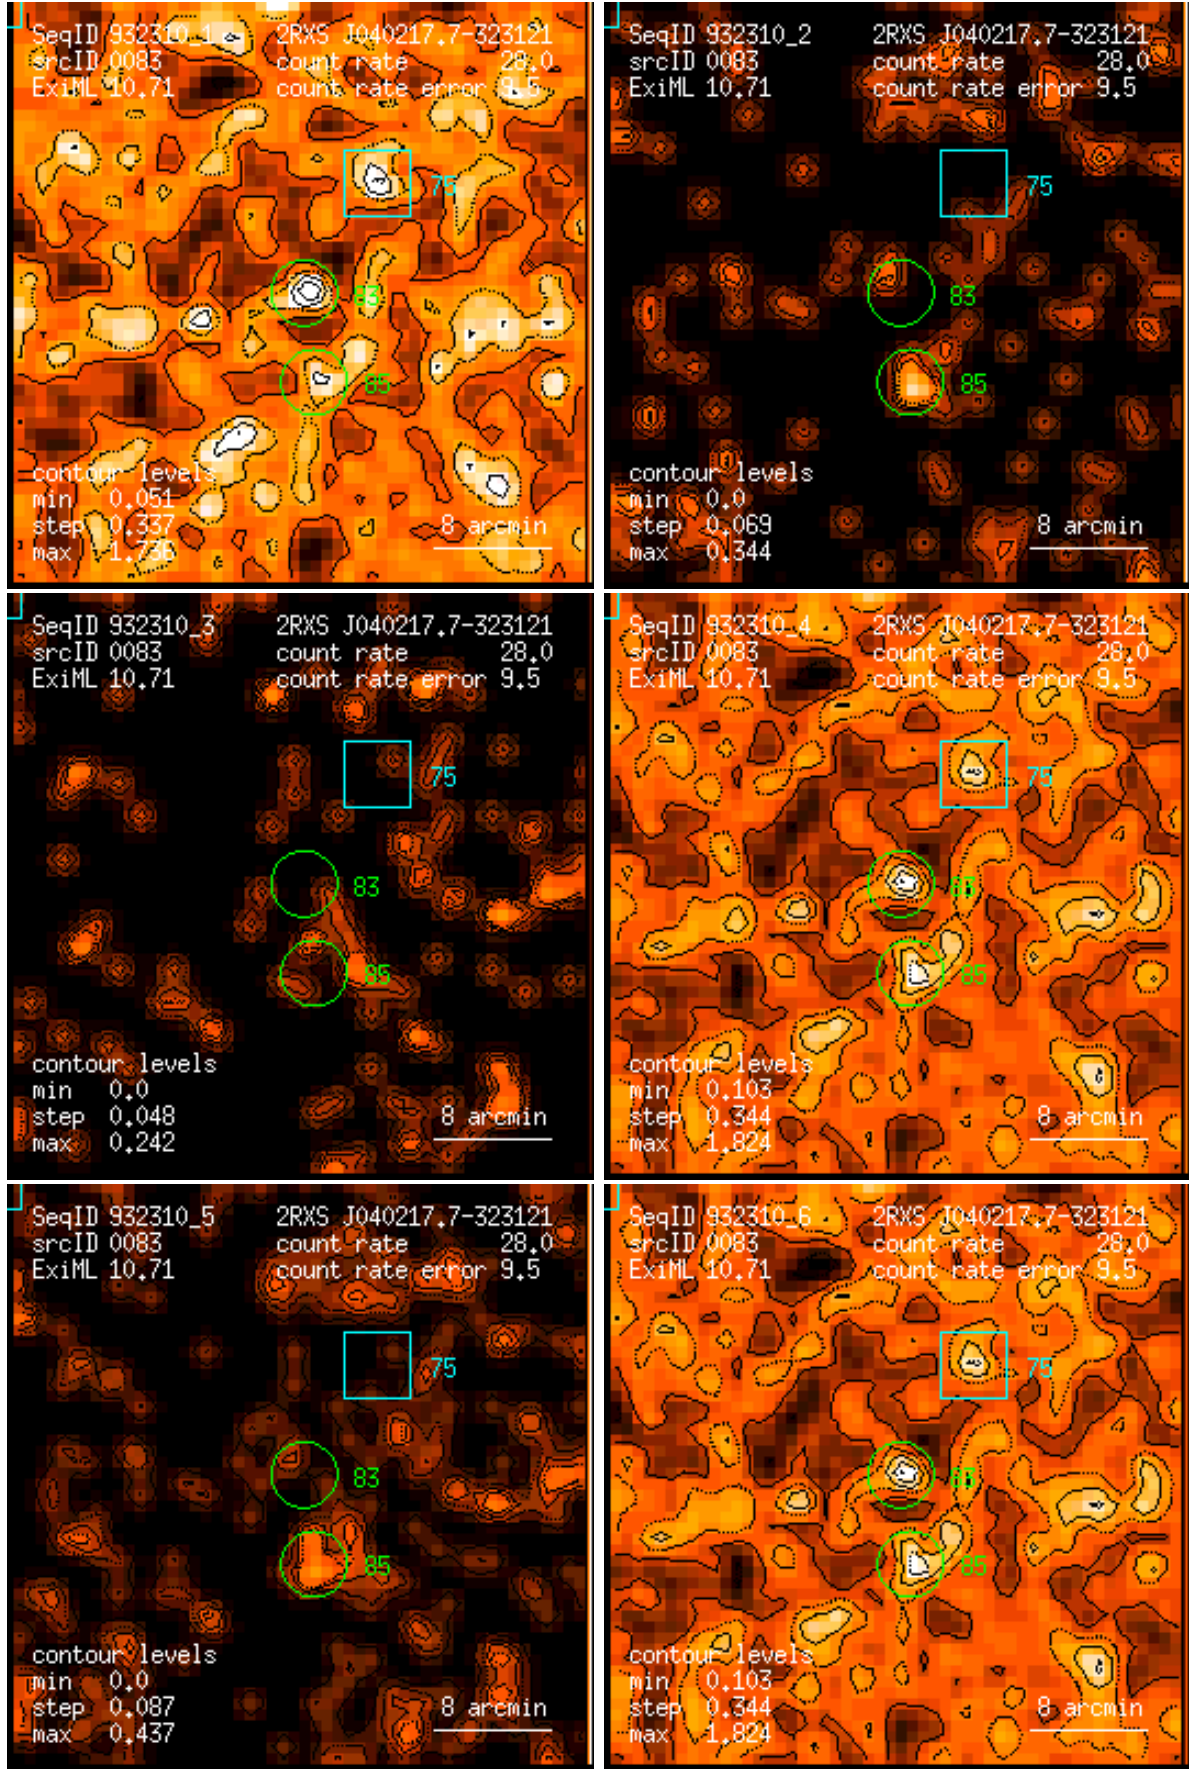 SeqID 932310_1 2RXS J040217.7-323121
srcID 0083 count rate 28.0
ExiML 10.71 count rate error 9.5
75
83
85
contour levels
min 0.051
step 0.337 8 arcmin
max 1.736
SeqID 932310_2 2RXS J040217.7-323121
srcID 0083 count rate 28.0
ExiML 10.71 count rate error 9.5
75
83
85
contour levels
min 0.0
step 0.069 8 arcmin
max 0.344
SeqID 932310_3 2RXS J040217.7-323121
srcID 0083 count rate 28.0
ExiML 10.71 count rate error 9.5
75
83
85
contour levels
min 0.0
step 0.048 8 arcmin
max 0.242
SeqID 932310_4 2RXS J040217.7-323121
srcID 0083 count rate 28.0
ExiML 10.71 count rate error 9.5
75
83
85
contour levels
min 0.103
step 0.344 8 arcmin
max 1.824
SeqID 932310_5 2RXS J040217.7-323121
srcID 0083 count rate 28.0
ExiML 10.71 count rate error 9.5
75
83
85
contour levels
min 0.0
step 0.087 8 arcmin
max 0.437
SeqID 932310_6 2RXS J040217.7-323121
srcID 0083 count rate 28.0
ExiML 10.71 count rate error 9.5
75
83
85
contour levels
min 0.103
step 0.344 8 arcmin
max 1.824